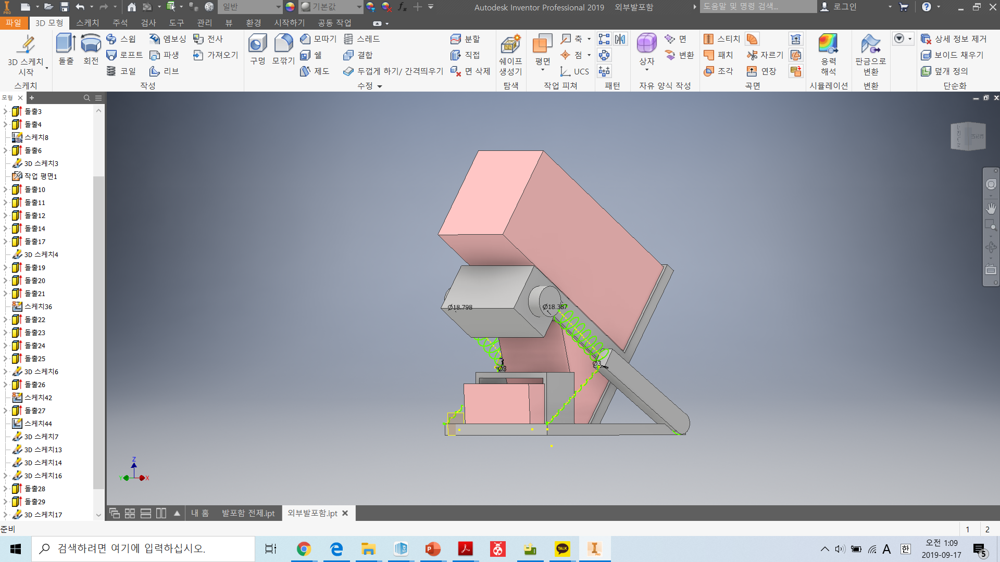 일반
기본값
Autodesk Inventor Professional 2019 외부발포함
도움말 및 명령 검색...
로그인
파일 3D 모형 스케치 주석 검사 도구 관리 뷰 환경 시작하기 공동 작업
3D 스케치 시작
돌출
회전
스윕
로프트
코일
엠보싱
파생
리브
전사
가져오기
구멍
모깎기
모따기
쉘
제도
스레드
결합
두껍게 하기/ 간격띄우기
분할
직접
면 삭제
쉐이프 생성기
평면
축
점
UCS
상자
면
변환
스티치
패치
조각
자르기
연장
응력 해석
판금으로 변환
상세 정보 제거
보이드 채우기
덮개 정의
스케치 작성 수정 탐색 작업 피쳐 패턴 자유 양식 작성 곡면 시뮬레이션 변환 단순화
모형
돌출3
돌출4
스케치8
돌출6
3D 스케치3
작업 평면1
돌출10
돌출11
돌출12
돌출14
돌출17
3D 스케치4
돌출19
돌출20
돌출21
스케치36
돌출22
돌출23
돌출24
돌출25
3D 스케치6
돌출26
스케치42
돌출27
스케치44
3D 스케치7
3D 스케치13
3D 스케치14
3D 스케치16
돌출28
돌출29
3D 스케치17
Ø18.798
Ø18.387
Ø3
Ø3
Z
Y
X
내 홈 발포함 전제.ipt 외부발포함.ipt
준비
1 2
검색하려면 여기에 입력하십시오.
TALK
PRO
A
한
오전 1:09
2019-09-17
5